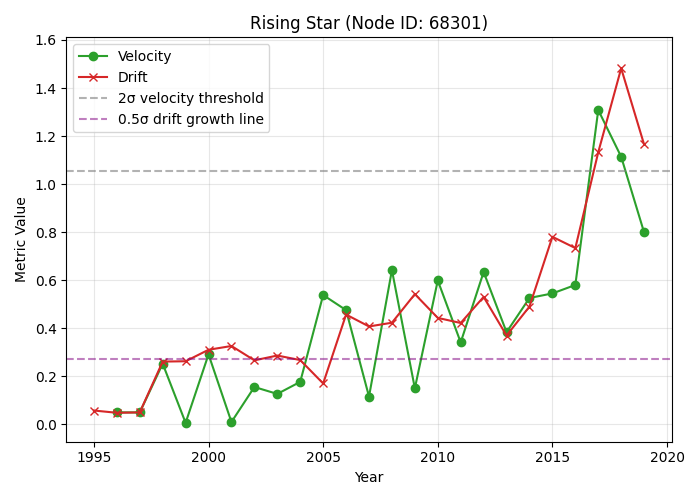 Rising Star (Node ID: 68301)
Velocity
Drift
2σ velocity threshold
0.5σ drift growth line
Metric Value
1.6
1.4
1.2
1.0
0.8
0.6
0.4
0.2
0.0
1995 2000 2005 2010 2015 2020
Year